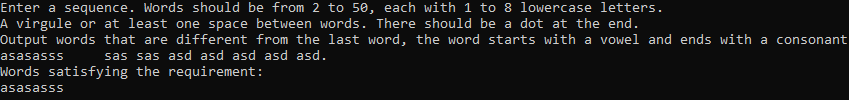 Enter a sequence. Words should be from 2 to 50, each with 1 to 8 lowercase letters.
A virgule or at least one space between words. There should be a dot at the end.
Output words that are different from the last word, the word starts with a vowel and ends with a consonant
asasasss     sas sas asd asd asd asd asd.
Words satisfying the requirement:
asasasss